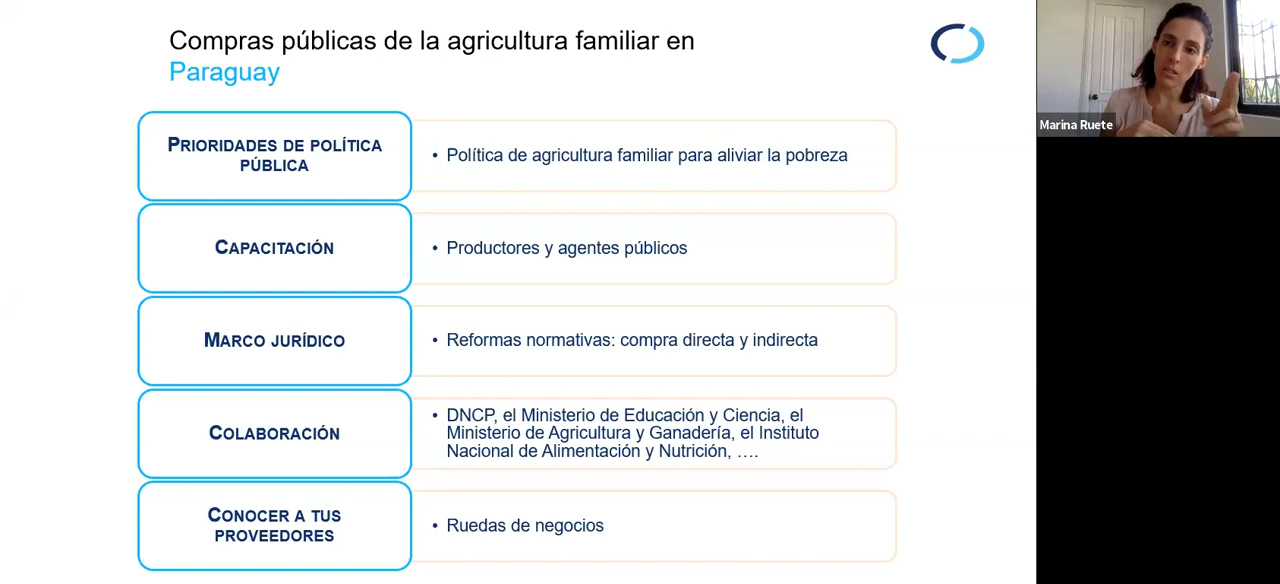 Compras públicas de la agricultura familiar en
Paraguay
PRIORIDADES DE POLÍTICA
PÚBLICA
• Política de agricultura familiar para aliviar la pobreza
CAPACITACIÓN
• Productores y agentes públicos
MARCO JURÍDICO
• Reformas normativas: compra directa y indirecta
COLABORACIÓN
• DNCP, el Ministerio de Educación y Ciencia, el
Ministerio de Agricultura y Ganadería, el Instituto
Nacional de Alimentación y Nutrición, ….
CONOCER A TUS
PROVEEDORES
• Ruedas de negocios
Marina Ruete